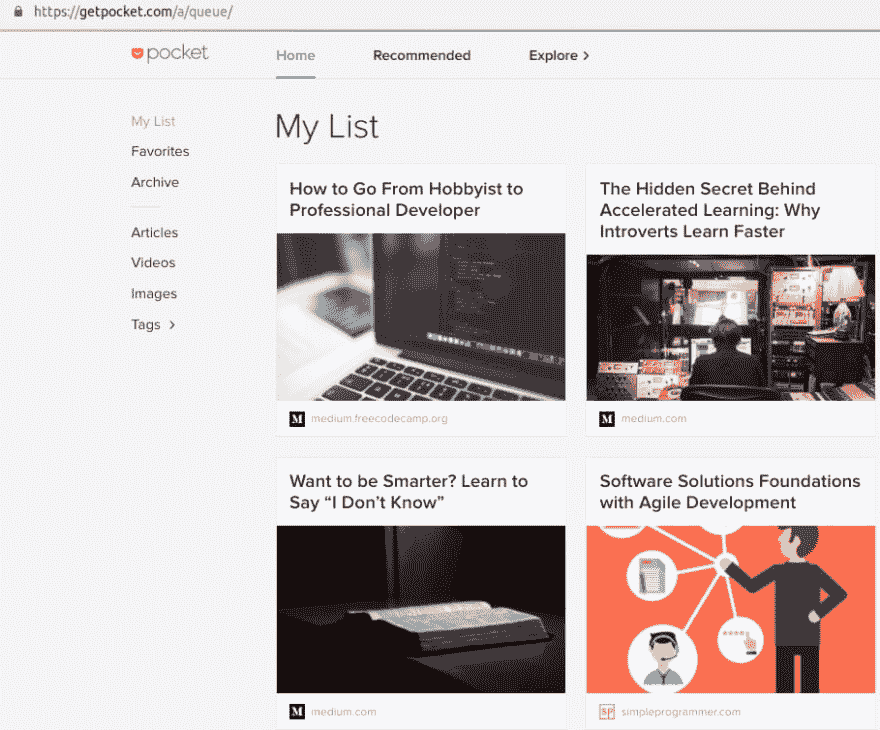 https://getpocket.com/a/queue/
pocket
Home
Recommended
Explore >
My List
Favorites
Archive
Articles
Videos
Images
Tags >
My List
How to Go From Hobbyist to
Professional Developer
M medium.freecodecamp.org
The Hidden Secret Behind
Accelerated Learning: Why
Introverts Learn Faster
M medium.com
Want to be Smarter? Learn to
Say “I Don’t Know”
M medium.com
Software Solutions Foundations
with Agile Development
SP simpleprogrammer.com